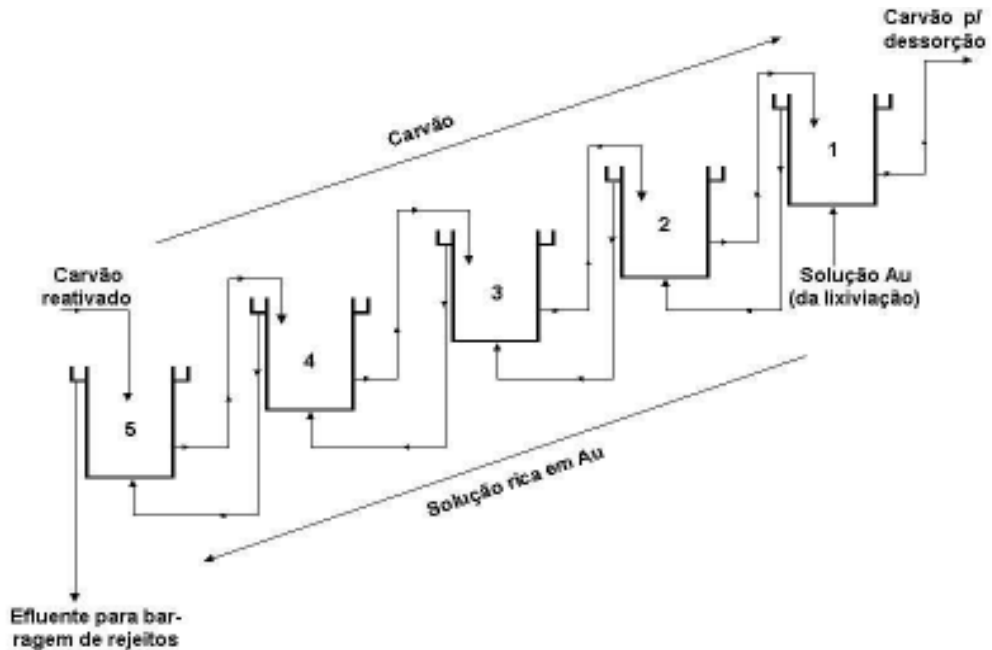 Carvão p/
dessorção
Carvão
1
2
Solução Au
(da lixiviação)
3
Carvão
reativado
4
5
Solução rica em Au
Efluente para bar-
ragem de rejeitos